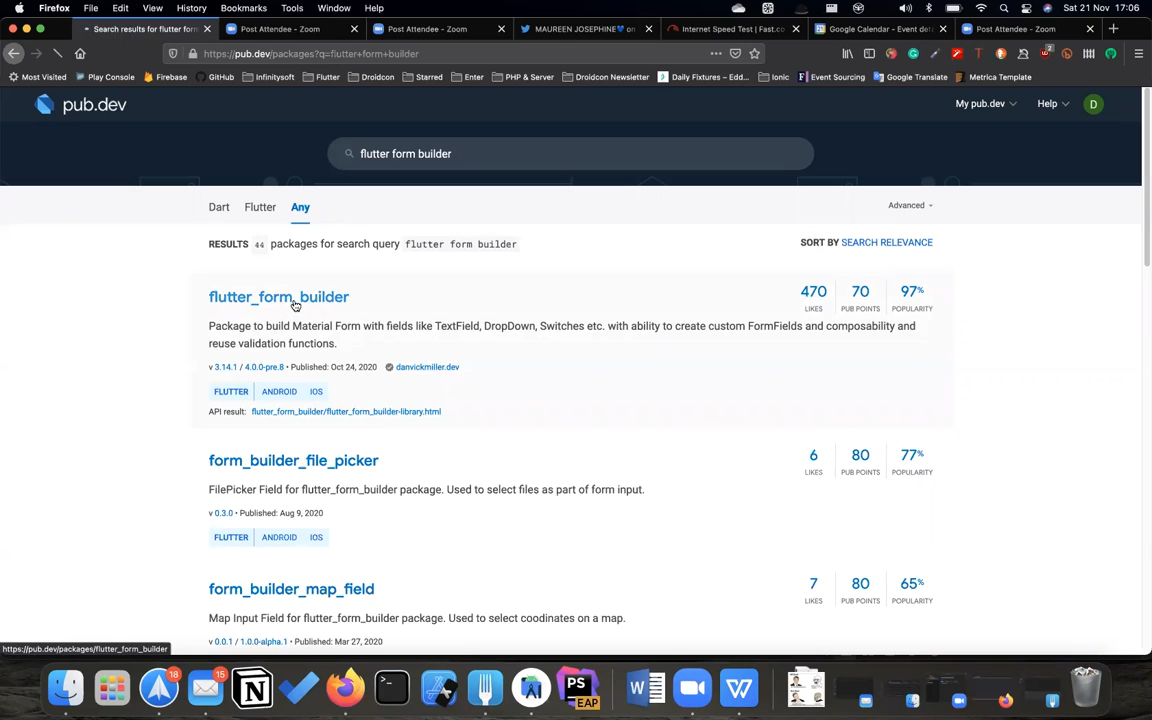 Firefox File Edit View History Bookmarks Tools Window Help Sat 21 Nov 17:06
Search results for flutter form Post Attendee - Zoom Post Attendee - Zoom MAUREEN JOSEPHINE💙 on Internet Speed Test | Fast.co Google Calendar - Event deta Post Attendee - Zoom
https://pub.dev/packages?q=flutter+form+builder
Most Visited Play Console Firebase GitHub Infinitysoft Flutter Droidcon Starred Enter PHP & Server Droidcon Newsletter Daily Fixtures – Edd... Ionic Event Sourcing Google Translate Metrica Template
pub.dev My pub.dev Help D
flutter form builder
Dart Flutter Any Advanced
RESULTS 44 packages for search query flutter form builder SORT BY SEARCH RELEVANCE
flutter_form_builder 470 70 97%
LIKES PUB POINTS POPULARITY
Package to build Material Form with fields like TextField, DropDown, Switches etc. with ability to create custom FormFields and composability and
reuse validation functions.
v 3.14.1 / 4.0.0-pre.8 • Published: Oct 24, 2020 danvickmiller.dev
FLUTTER ANDROID IOS
API result: flutter_form_builder/flutter_form_builder-library.html
form_builder_file_picker 6 80 77%
LIKES PUB POINTS POPULARITY
FilePicker Field for flutter_form_builder package. Used to select files as part of form input.
v 0.3.0 • Published: Aug 9, 2020
FLUTTER ANDROID IOS
form_builder_map_field 7 80 65%
LIKES PUB POINTS POPULARITY
Map Input Field for flutter_form_builder package. Used to select coodinates on a map.
v 0.0.1 / 1.0.0-alpha.1 • Published: Mar 27, 2020
https://pub.dev/packages/flutter_form_builder
18 15 PS EAP